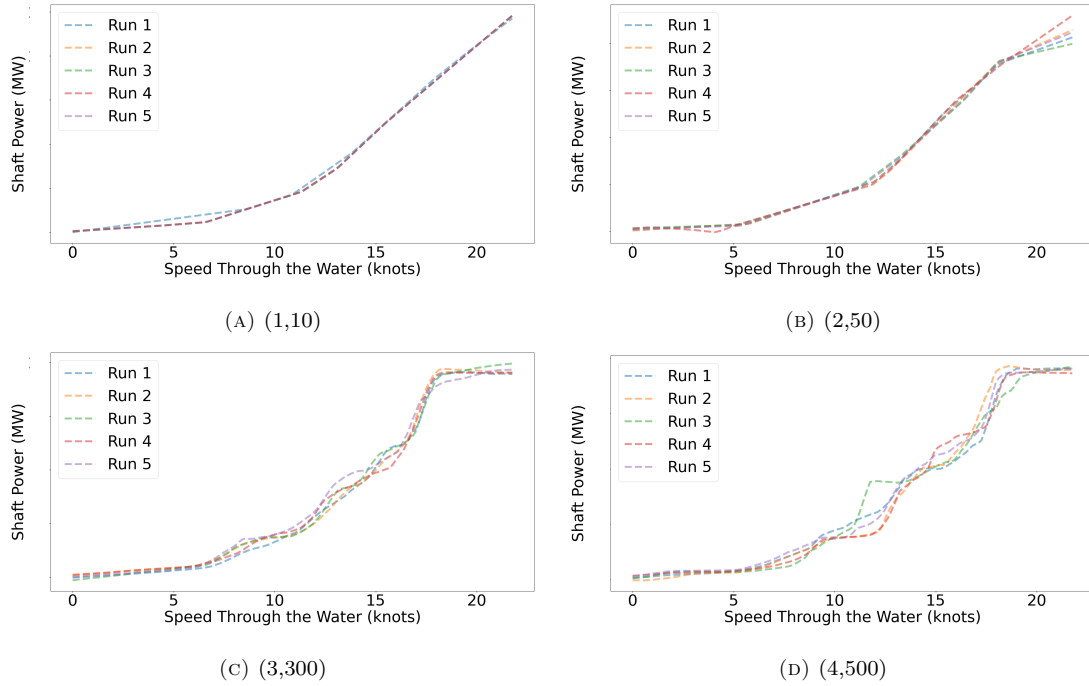 Run 1
Run 2
Run 3
Run 4
Run 5
Shaft Power (MW)
0 5 10 15 20
Speed Through the Water (knots)
(A) (1,10)
Run 1
Run 2
Run 3
Run 4
Run 5
Shaft Power (MW)
0 5 10 15 20
Speed Through the Water (knots)
(B) (2,50)
Run 1
Run 2
Run 3
Run 4
Run 5
Shaft Power (MW)
0 5 10 15 20
Speed Through the Water (knots)
(C) (3,300)
Run 1
Run 2
Run 3
Run 4
Run 5
Shaft Power (MW)
0 5 10 15 20
Speed Through the Water (knots)
(D) (4,500)